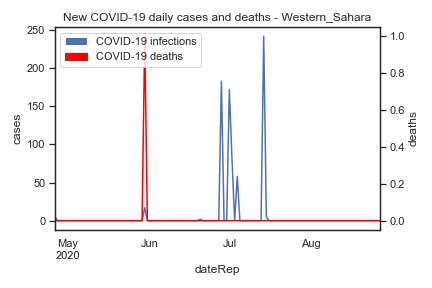 New COVID-19 daily cases and deaths - Western_Sahara
COVID-19 infections
COVID-19 deaths
250
200
150
100
50
0
cases
1.0
0.8
0.6
0.4
0.2
0.0
deaths
May
2020
Jun
Jul
Aug
dateRep